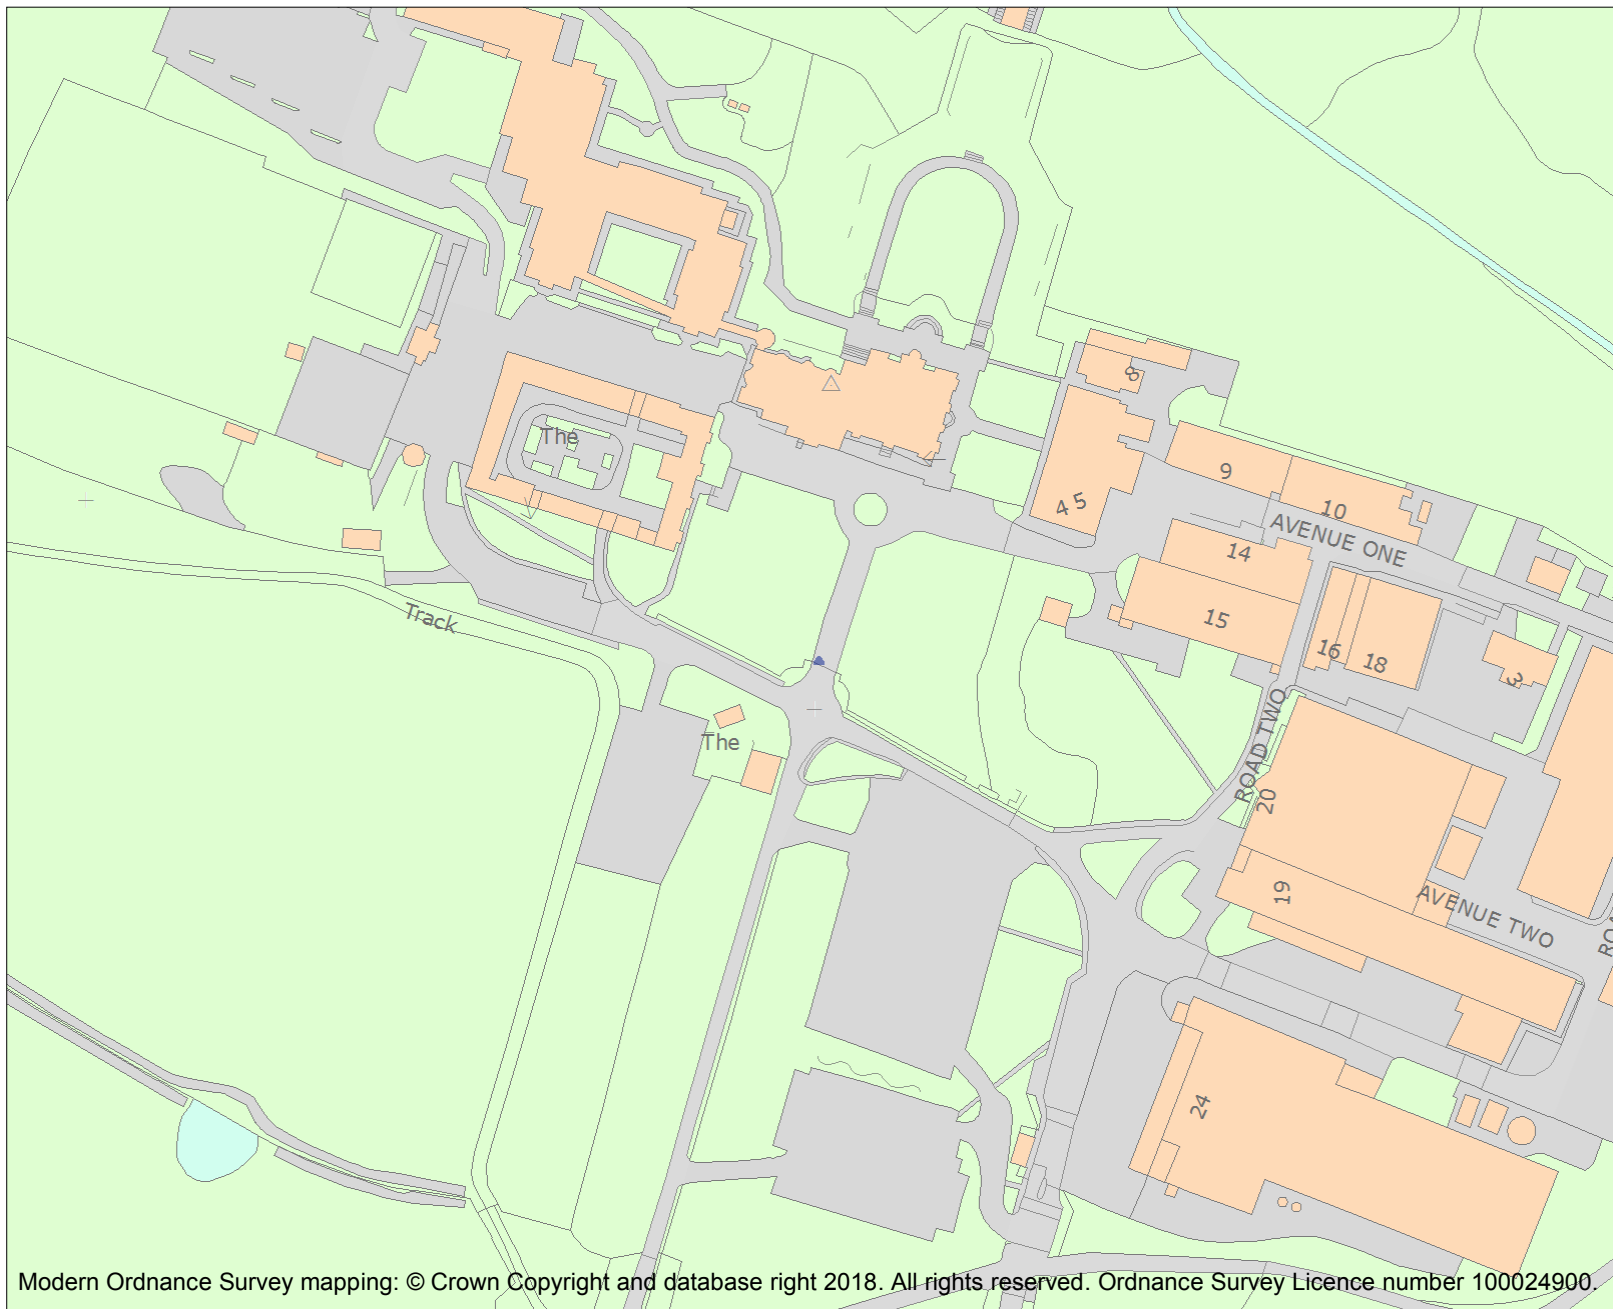 8
The
9
10
4 5
AVENUE ONE
14
15
Track
16
18
3
ROAD TWO
The
20
19
AVENUE TWO
24
Modern Ordnance Survey mapping: © Crown Copyright and database right 2018. All rights reserved. Ordnance Survey Licence number 100024900.